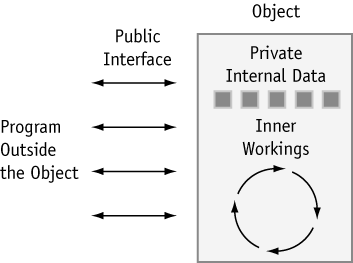 Object
Public
Interface
Private
Internal Data
Program
Outside
the Object
Inner
Workings